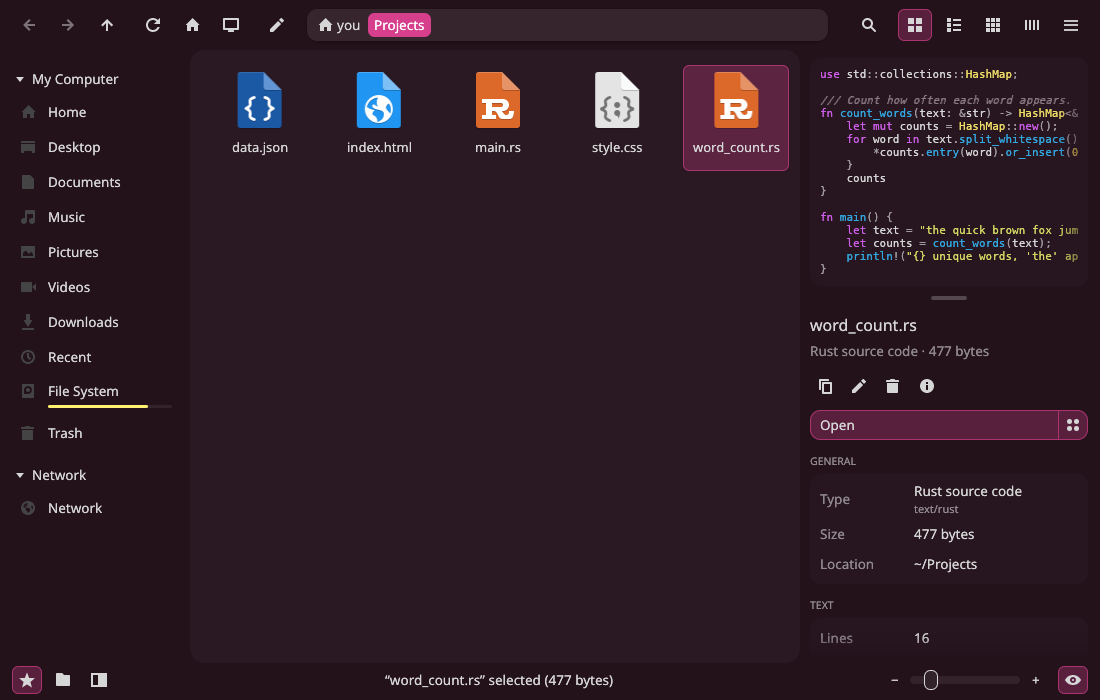 you Projects
My Computer
Home
Desktop
Documents
Music
Pictures
Videos
Downloads
Recent
File System
Trash
Network
Network
data.json
index.html
main.rs
style.css
word_count.rs
use std::collections::HashMap;
/// Count how often each word appears.
fn count_words(text: &str) -> HashMap<&
let mut counts = HashMap::new();
for word in text.split_whitespace()
*counts.entry(word).or_insert(0
}
counts
}
fn main() {
let text = "the quick brown fox jum
let counts = count_words(text);
println!("{} unique words, 'the' ap
}
word_count.rs
Rust source code · 477 bytes
Open
GENERAL
Type Rust source code
text/rust
Size 477 bytes
Location ~/Projects
TEXT
Lines 16
“word_count.rs” selected (477 bytes)